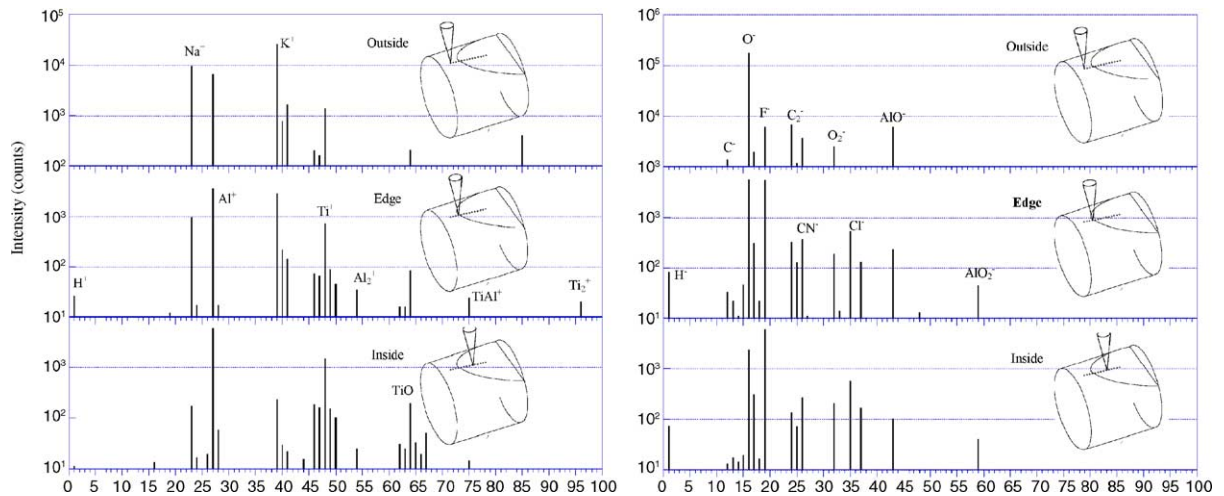 10⁵
10⁴
10³
10²
Na⁺
K⁺
Outside
10³
10²
10¹
H⁺
Al⁺
Ti⁺
Edge
Al₂⁺
TiAl⁺
Ti₂⁺
10³
10²
10¹
Inside
TiO
0 5 10 15 20 25 30 35 40 45 50 55 60 65 70 75 80 85 90 95 100
Intensity (counts)
10⁶
10⁵
10⁴
10³
O⁻
Outside
C⁻
F⁻
C₂⁻
O₂⁻
AlO⁻
10³
10²
10¹
Edge
H⁻
CN⁻
Cl⁻
AlO₂⁻
10³
10²
10¹
Inside
0 5 10 15 20 25 30 35 40 45 50 55 60 65 70 75 80 85 90 95 100